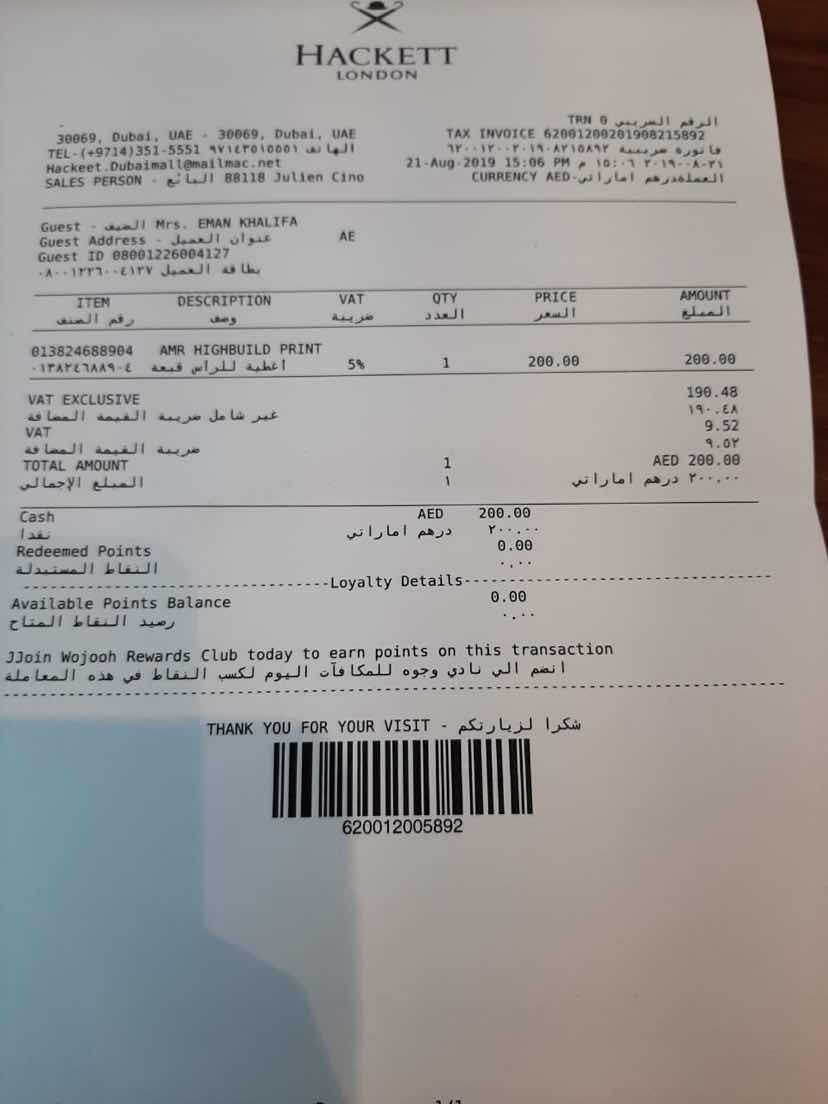 HACKETT
LONDON
TRN 0 الرقم الضريبي
30069, Dubai, UAE - 30069, Dubai, UAE
TAX INVOICE 62001200201908215892
TEL-(+9714)351-5551 الهاتف ٩٧١٤٣٥١٥٥٥١
فاتورة ضريبية ٦٢٠٠١٢٠٠٢٠١٩٠٨٢١٥٨٩٢
Hackeet.Dubaimall@mailmac.net
21-Aug-2019 15:06 PM ٢٠١٩-٠٨-٢١ ١٥:٠٦ م
SALES PERSON - البائع 88118 Julien Cino
CURRENCY AED-العملةدرهم اماراتي
Guest - الضيف Mrs. EMAN KHALIFA
Guest Address - عنوان العميل AE
Guest ID 08001226004127
بطاقة العميل ٠٨٠٠١٢٢٦٠٠٤١٢٧
ITEM DESCRIPTION VAT QTY PRICE AMOUNT
رقم الصنف وصف ضريبة العدد السعر المبلغ
013824688904 AMR HIGHBUILD PRINT
5% 1 200.00 200.00
٠١٣٨٢٤٦٨٨٩٠٤ اغطية للرأس قبعة
VAT EXCLUSIVE 190.48
غير شامل ضريبة القيمة المضافة ١٩٠.٤٨
VAT 9.52
ضريبة القيمة المضافة ٩.٥٢
TOTAL AMOUNT 1 AED 200.00
المبلغ الإجمالي ١ ٢٠٠.٠٠ درهم اماراتي
Cash AED 200.00
نقدا درهم اماراتي ٢٠٠.٠٠
Redeemed Points 0.00
النقاط المستبدلة ٠.٠٠
Loyalty Details
Available Points Balance 0.00
رصيد النقاط المتاح ٠.٠٠
JJoin Wojooh Rewards Club today to earn points on this transaction
انضم الي نادي وجوه للمكافآت اليوم لكسب النقاط في هذه المعاملة
THANK YOU FOR YOUR VISIT - شكرا لزيارتكم
620012005892